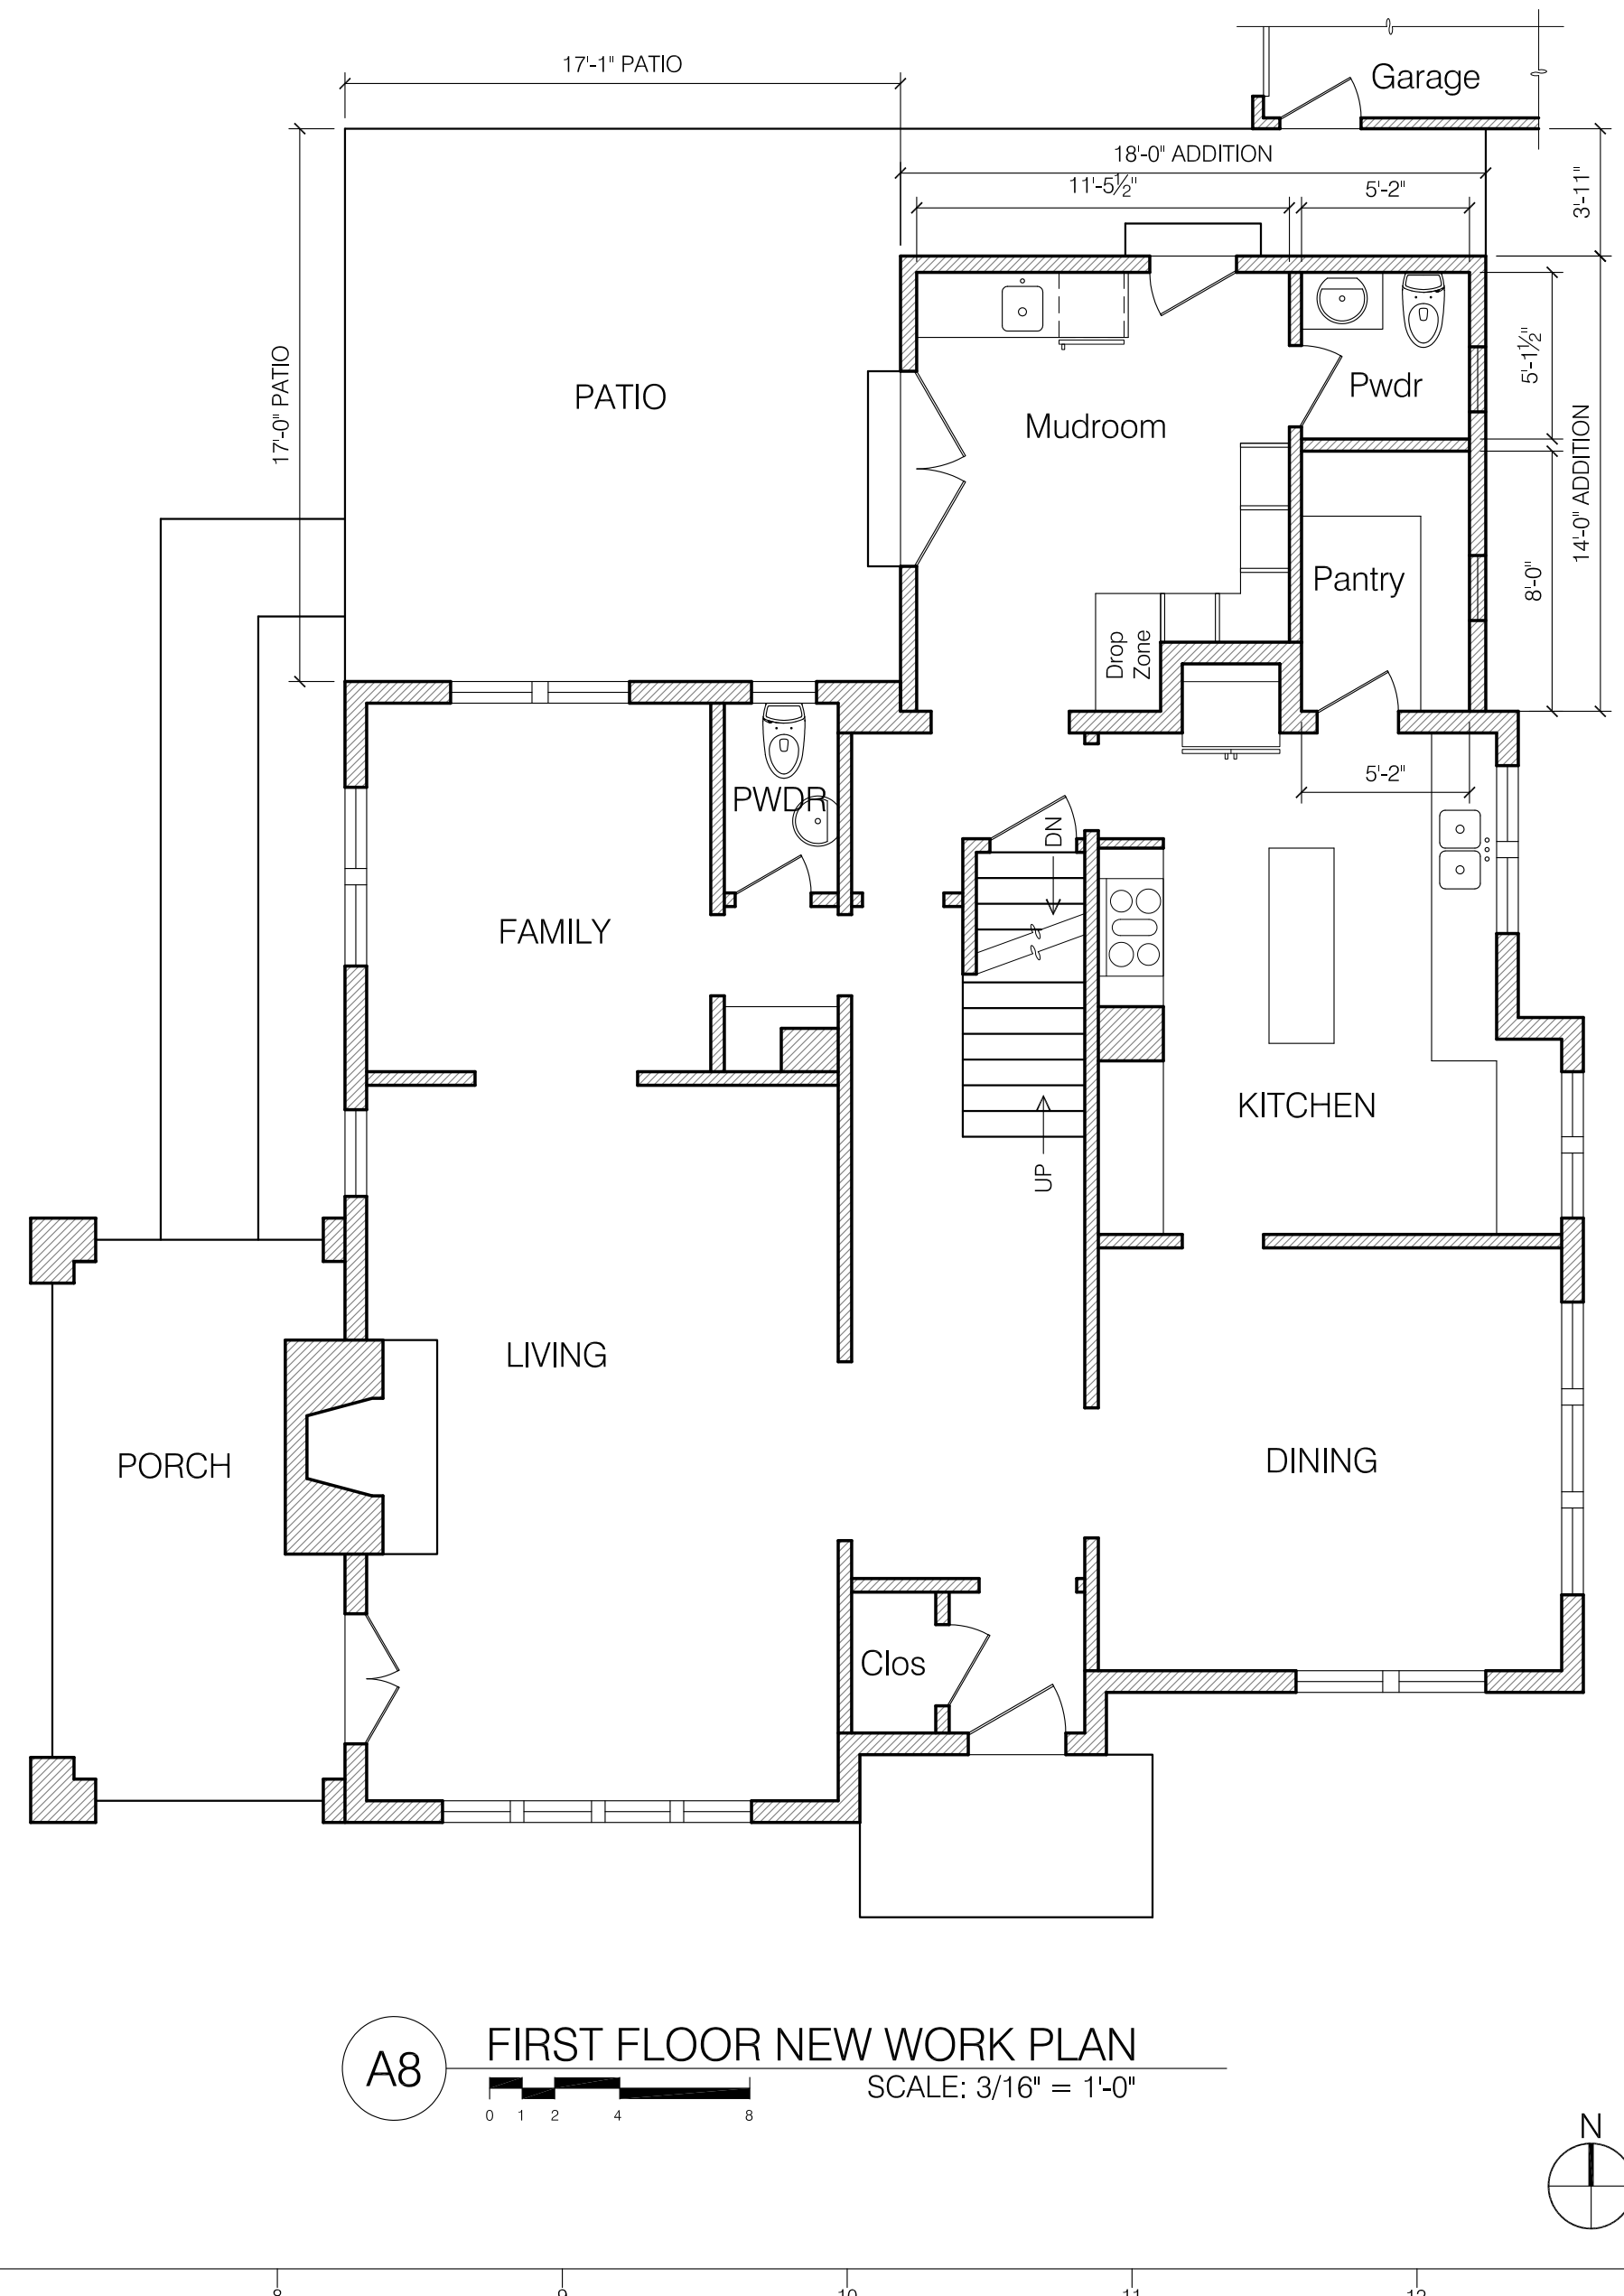 Garage
17'-1" PATIO
18'-0" ADDITION
11'-5½"
5'-2"
3'-11"
17'-0" PATIO
PATIO
Mudroom
Pwdr
5'-1½"
14'-0" ADDITION
Pantry
8'-0"
Drop
Zone
5'-2"
PWDR
DN
FAMILY
KITCHEN
UP
LIVING
PORCH
DINING
Clos
A8
FIRST FLOOR NEW WORK PLAN
SCALE: 3/16" = 1'-0"
0 1 2 4 8
N
8 9 10 11 12